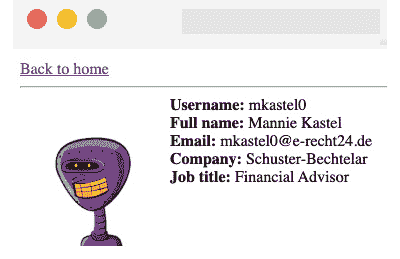 Back to home
Username: mkastel0
Full name: Mannie Kastel
Email: mkastel0@e-recht24.de
Company: Schuster-Bechtelar
Job title: Financial Advisor